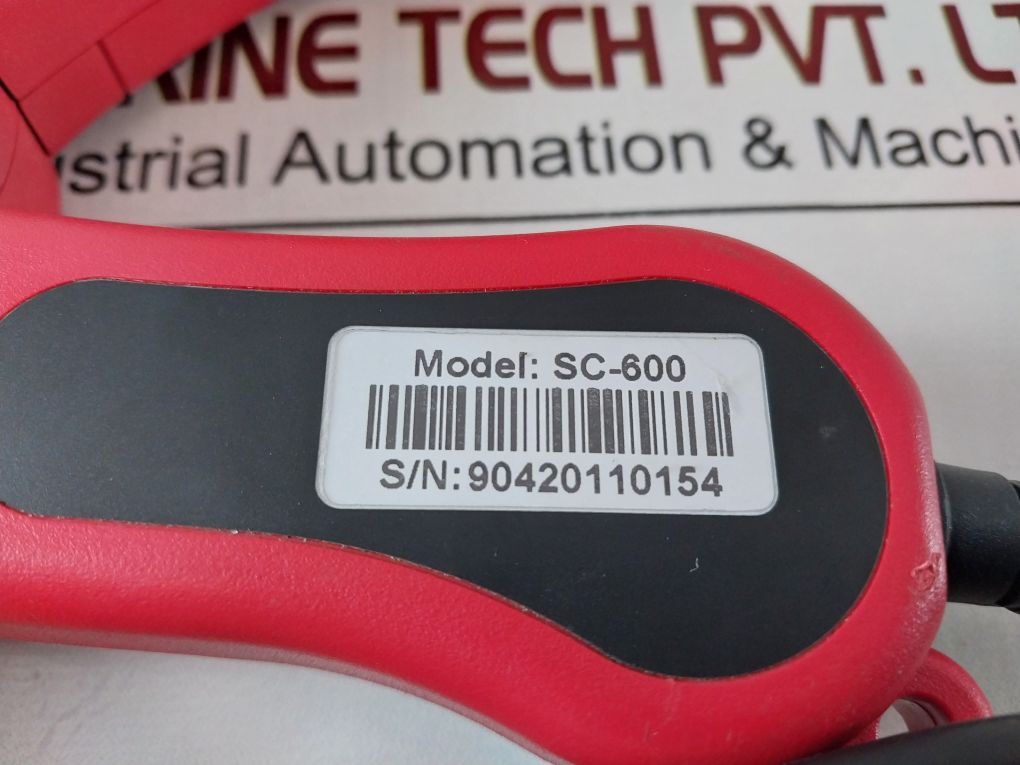 TECH PVT.
Automation &
Model: SC-600
S/N: 90420110154